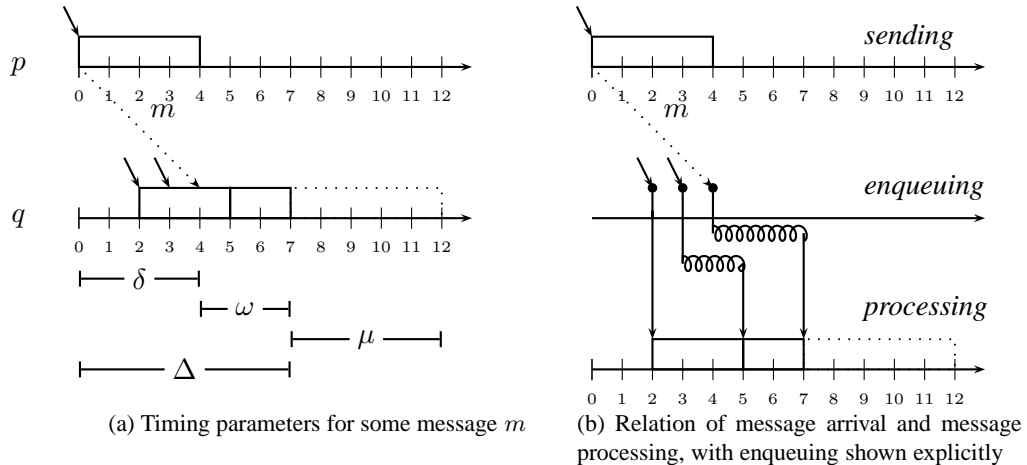 p
0 1 2 3 4 5 6 7 8 9 10 11 12
m
q
0 1 2 3 4 5 6 7 8 9 10 11 12
δ
ω
μ
Δ
(a) Timing parameters for some message m
sending
0 1 2 3 4 5 6 7 8 9 10 11 12
m
enqueuing
processing
0 1 2 3 4 5 6 7 8 9 10 11 12
(b) Relation of message arrival and message
processing, with enqueuing shown explicitly